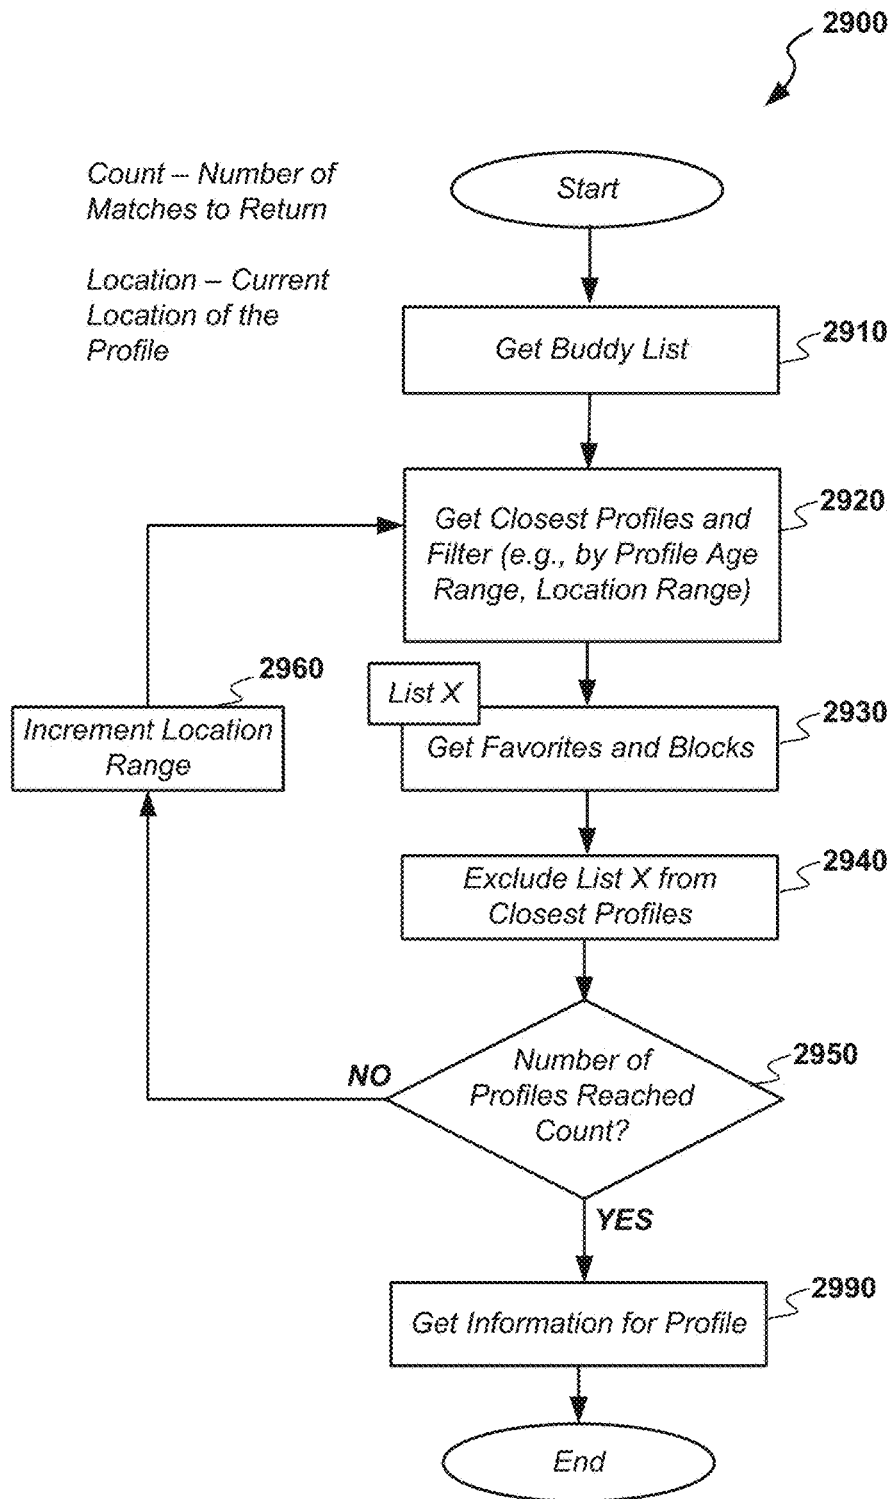 2900
Count – Number of
Matches to Return
Location – Current
Location of the
Profile
Start
Get Buddy List
2910
Get Closest Profiles and
Filter (e.g., by Profile Age
Range, Location Range)
2920
2960
Increment Location
Range
List X
Get Favorites and Blocks
2930
Exclude List X from
Closest Profiles
2940
Number of
Profiles Reached
Count?
2950
NO
YES
Get Information for Profile
2990
End